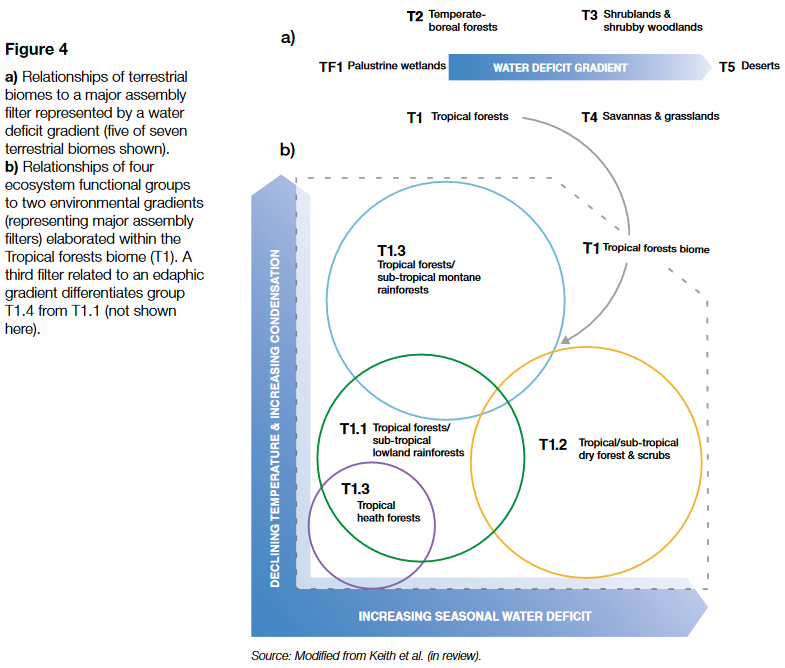 Figure 4
a) Relationships of terrestrial
biomes to a major assembly
filter represented by a water
deficit gradient (five of seven
terrestrial biomes shown).
b) Relationships of four
ecosystem functional groups
to two environmental gradients
(representing major assembly
filters) elaborated within the
Tropical forests biome (T1). A
third filter related to an edaphic
gradient differentiates group
T1.4 from T1.1 (not shown
here).
a)
T2 Temperate-
boreal forests
T3 Shrublands &
shrubby woodlands
TF1 Palustrine wetlands
WATER DEFICIT GRADIENT
T5 Deserts
T1 Tropical forests
T4 Savannas & grasslands
b)
T1 Tropical forests biome
T1.3
Tropical forests/
sub-tropical montane
rainforests
T1.1 Tropical forests/
sub-tropical
lowland rainforests
T1.2 Tropical/sub-tropical
dry forest & scrubs
T1.3
Tropical
heath forests
DECLINING TEMPERATURE & INCREASING CONDENSATION
INCREASING SEASONAL WATER DEFICIT
Source: Modified from Keith et al. (in review).